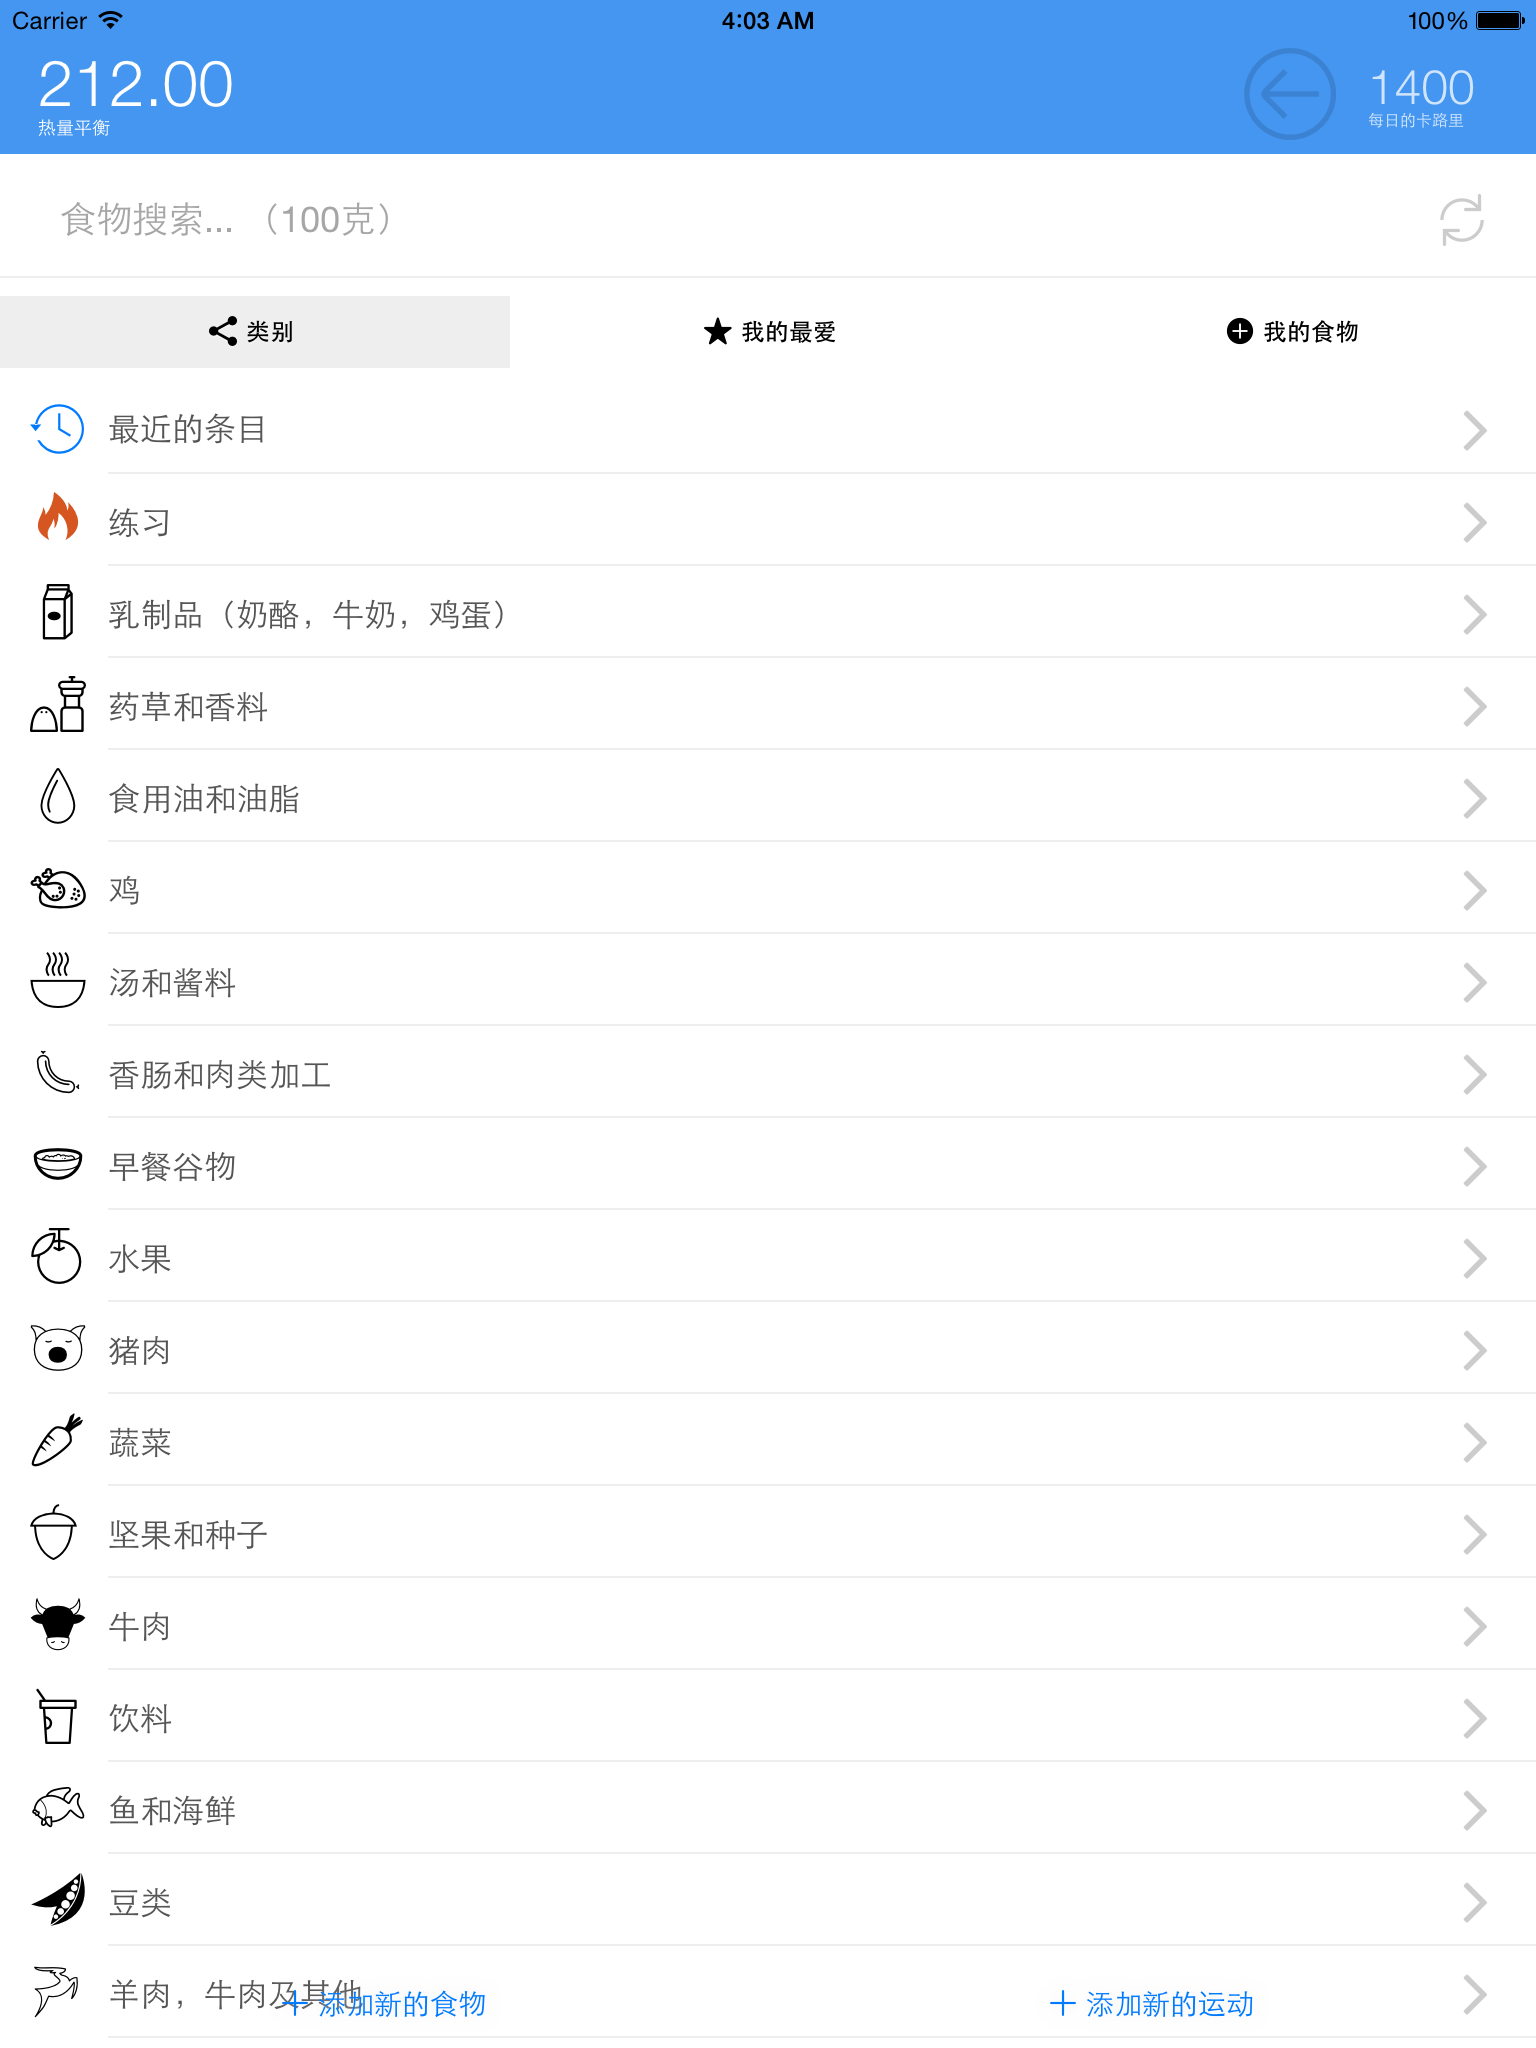 Carrier 4:03 AM 100%
212.00
热量平衡
1400
每日的卡路里
食物搜索... （100克）
类别 我的最爱 我的食物
最近的条目
练习
乳制品（奶酪，牛奶，鸡蛋）
药草和香料
食用油和油脂
鸡
汤和酱料
香肠和肉类加工
早餐谷物
水果
猪肉
蔬菜
坚果和种子
牛肉
饮料
鱼和海鲜
豆类
羊肉，牛肉及其他
添加新的食物 添加新的运动